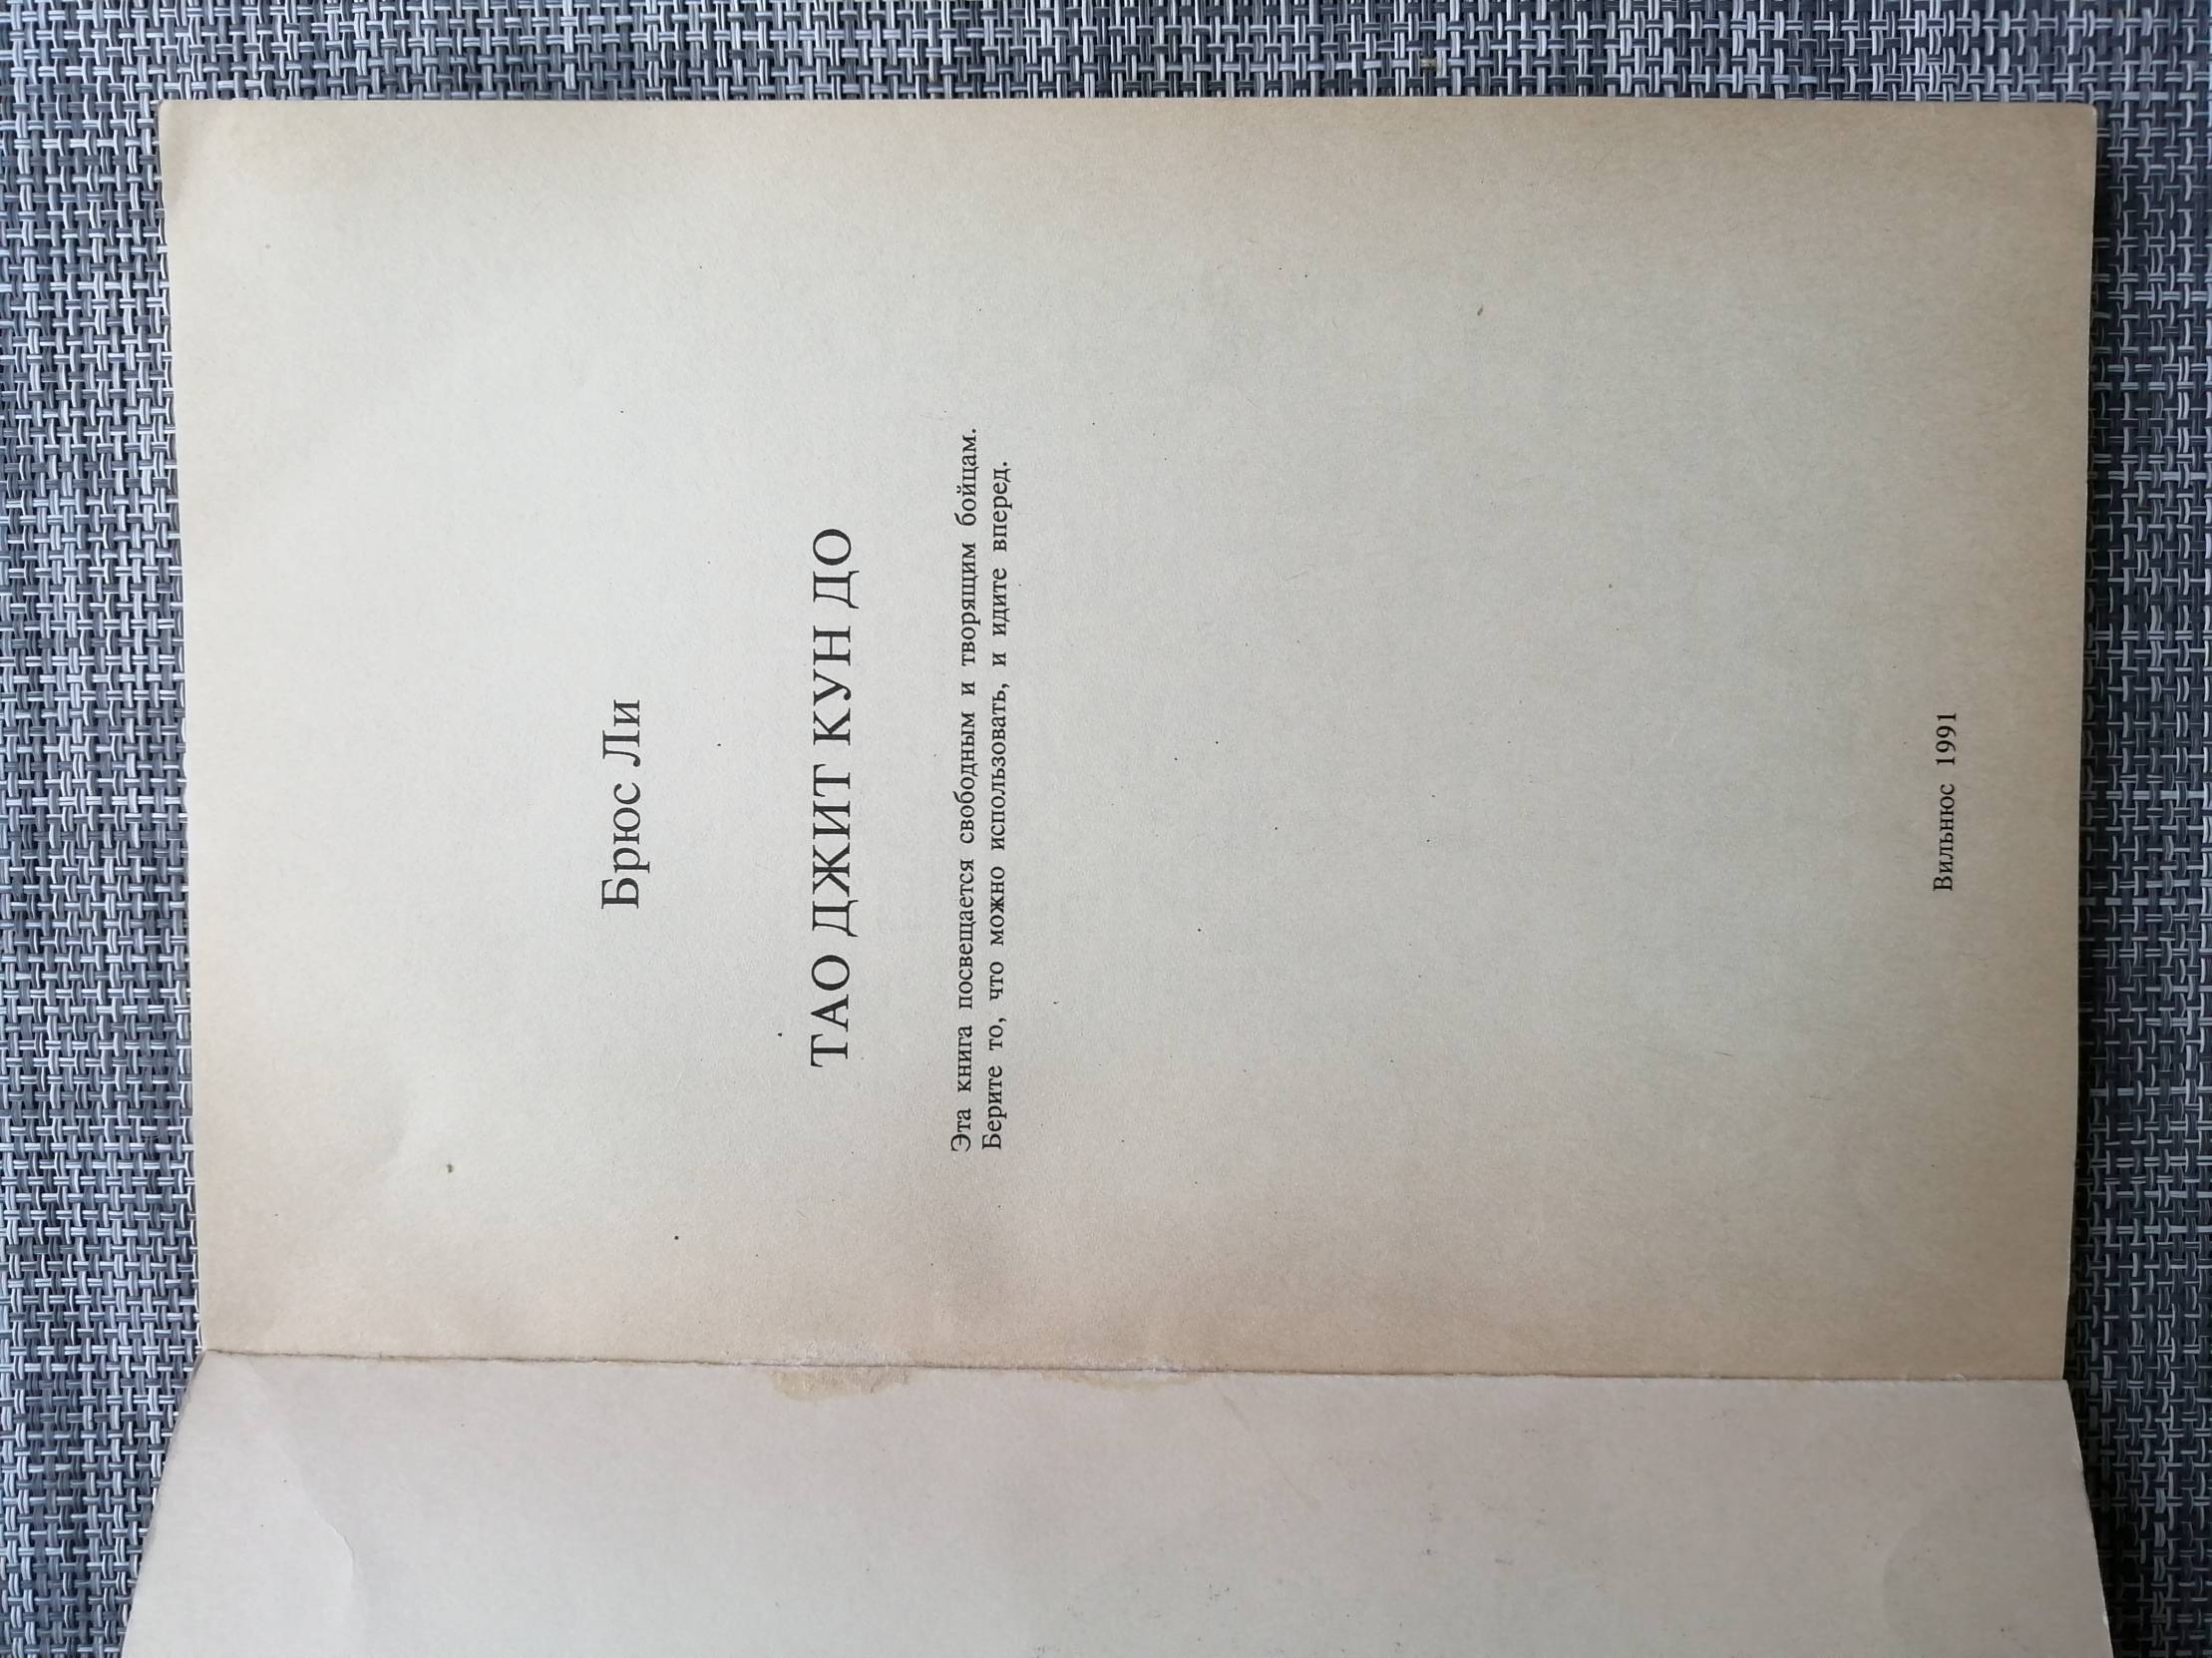 Брюс Ли
ТАО ДЖИТ КУН ДО
Эта книга посвещается свободным и творящим бойцам.
Берите то, что можно использовать, и идите вперед.
Вильнюс 1991